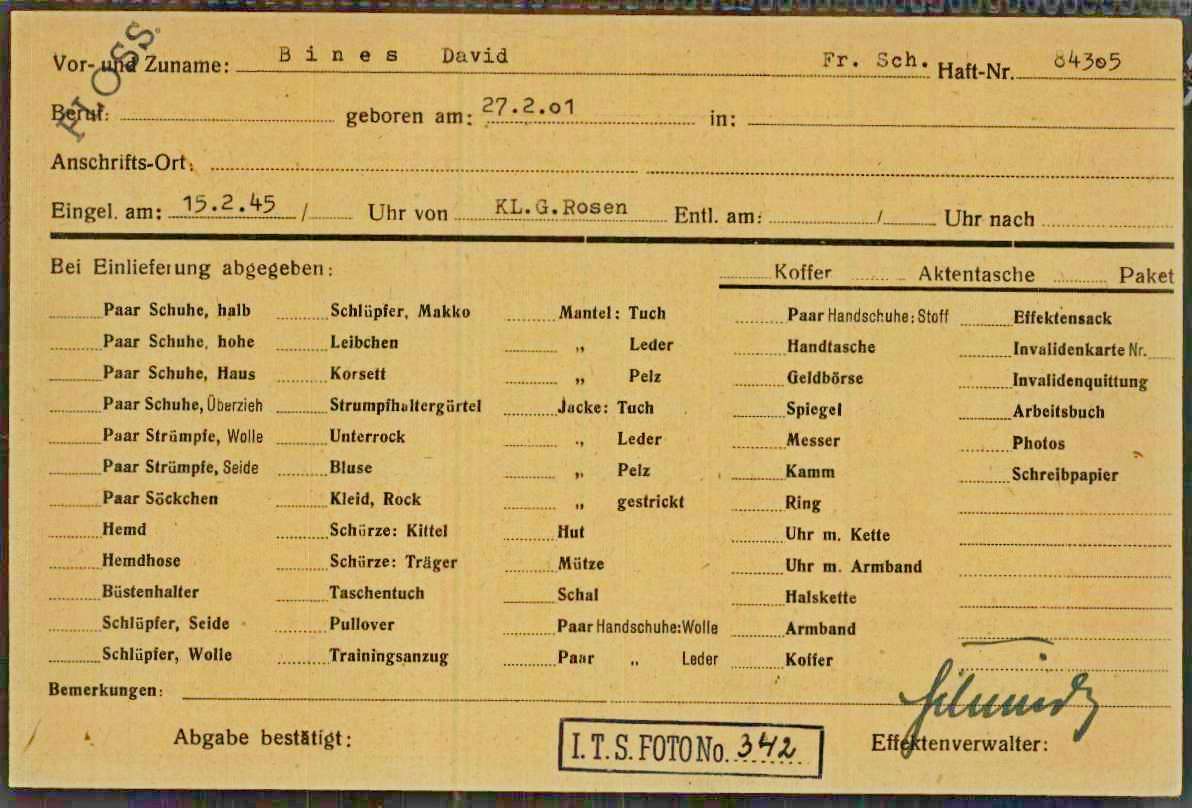 FLOSS.
Vor- und Zuname: Bines David Fr. Sch. Haft-Nr. 84305
Beruf: geboren am: 27.2.01 in:
Anschrifts-Ort:
Eingel. am: 15.2.45 / Uhr von KL.G.Rosen Entl. am: / Uhr nach
Bei Einlieferung abgegeben: Koffer Aktentasche Paket
Paar Schuhe, halb Schlüpfer, Makko Mantel: Tuch Paar Handschuhe: Stoff Effektensack
Paar Schuhe, hohe Leibchen „ Leder Handtasche Invalidenkarte Nr.
Paar Schuhe, Haus Korsett „ Pelz Geldbörse Invalidenquittung
Paar Schuhe, Überzieh Strumpfhaltergürtel Jacke: Tuch Spiegel Arbeitsbuch
Paar Strümpfe, Wolle Unterrock „ Leder Messer Photos
Paar Strümpfe, Seide Bluse „ Pelz Kamm Schreibpapier
Paar Söckchen Kleid, Rock „ gestrickt Ring
Hemd Schürze: Kittel Hut Uhr m. Kette
Hemdhose Schürze: Träger Mütze Uhr m. Armband
Büstenhalter Taschentuch Schal Halskette
Schlüpfer, Seide Pullover Paar Handschuhe: Wolle Armband
Schlüpfer, Wolle Trainingsanzug Paar „ Leder Koffer
Bemerkungen:
Abgabe bestätigt: I.T.S. FOTO No. 342 Effektenverwalter: